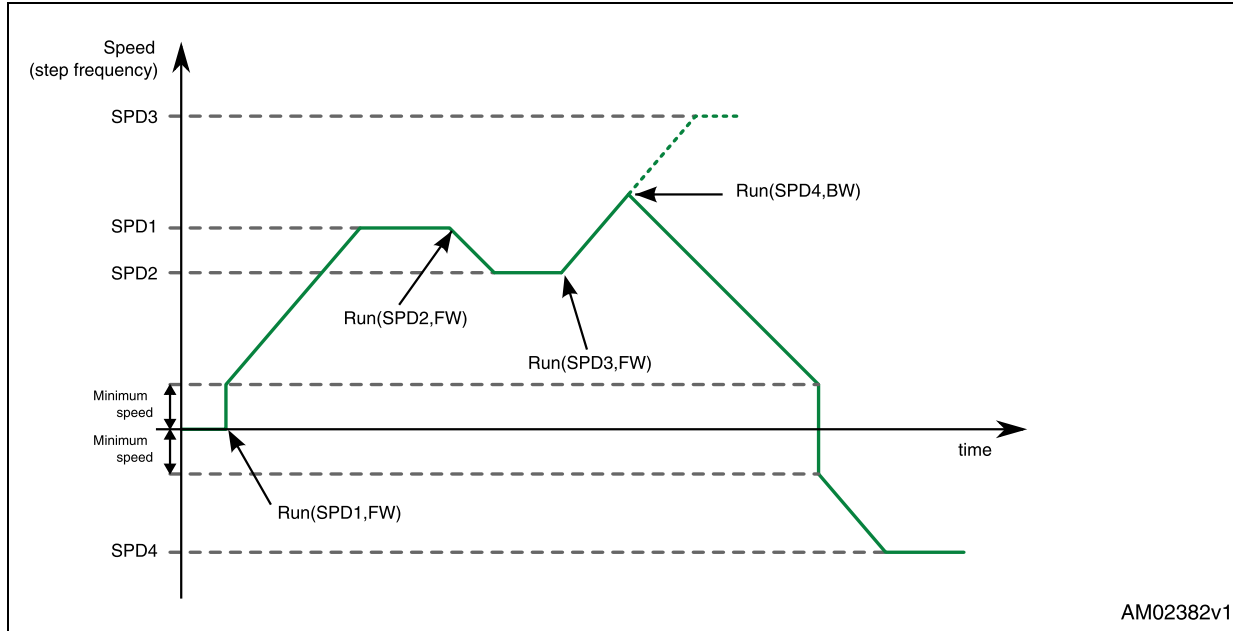 Speed
(step frequency)
SPD3
Run(SPD4,BW)
SPD1
SPD2
Run(SPD2,FW)
Run(SPD3,FW)
Minimum
speed
Minimum
speed
time
Run(SPD1,FW)
SPD4
AM02382v1